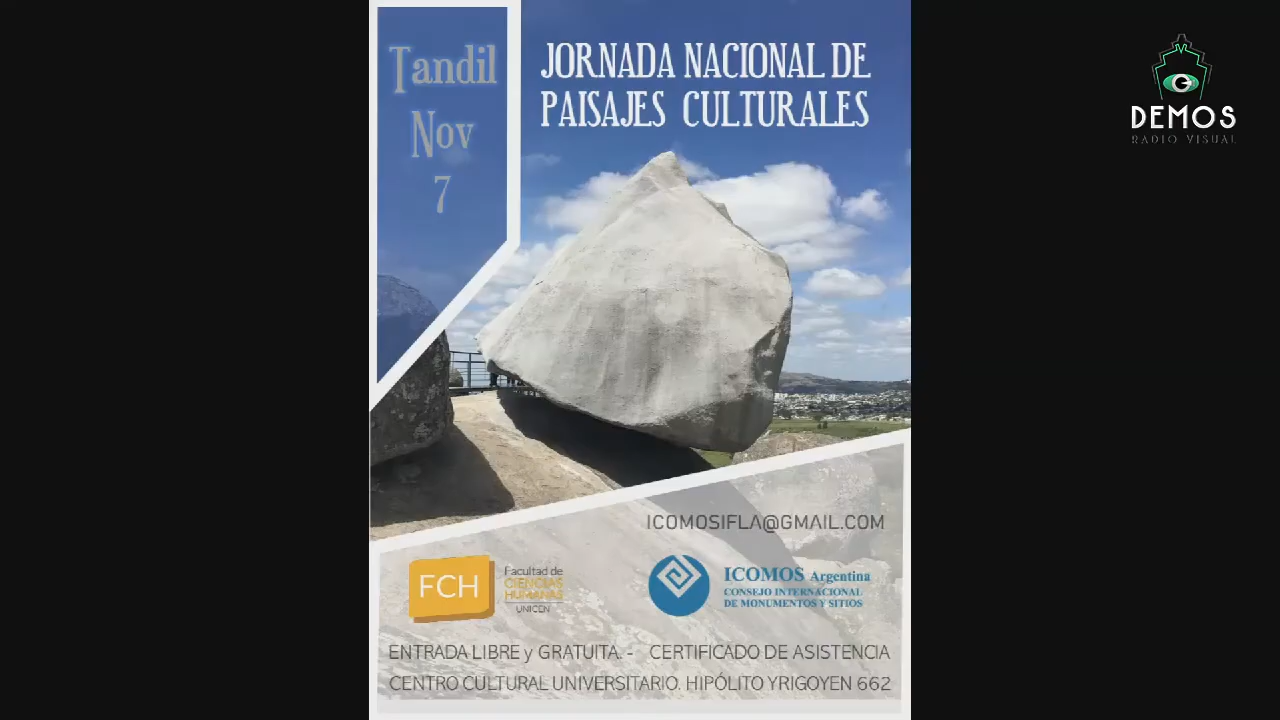 Tandil
Nov
7
JORNADA NACIONAL DE
PAISAJES CULTURALES
DEMOS
RADIO VISUAL
ICOMOSIFLA@GMAIL.COM
FCH
Facultad de
CIENCIAS
HUMANAS
UNICEN
ICOMOS Argentina
CONSEJO INTERNACIONAL
DE MONUMENTOS Y SITIOS
ENTRADA LIBRE y GRATUITA. - CERTIFICADO DE ASISTENCIA
CENTRO CULTURAL UNIVERSITARIO. HIPÓLITO YRIGOYEN 662